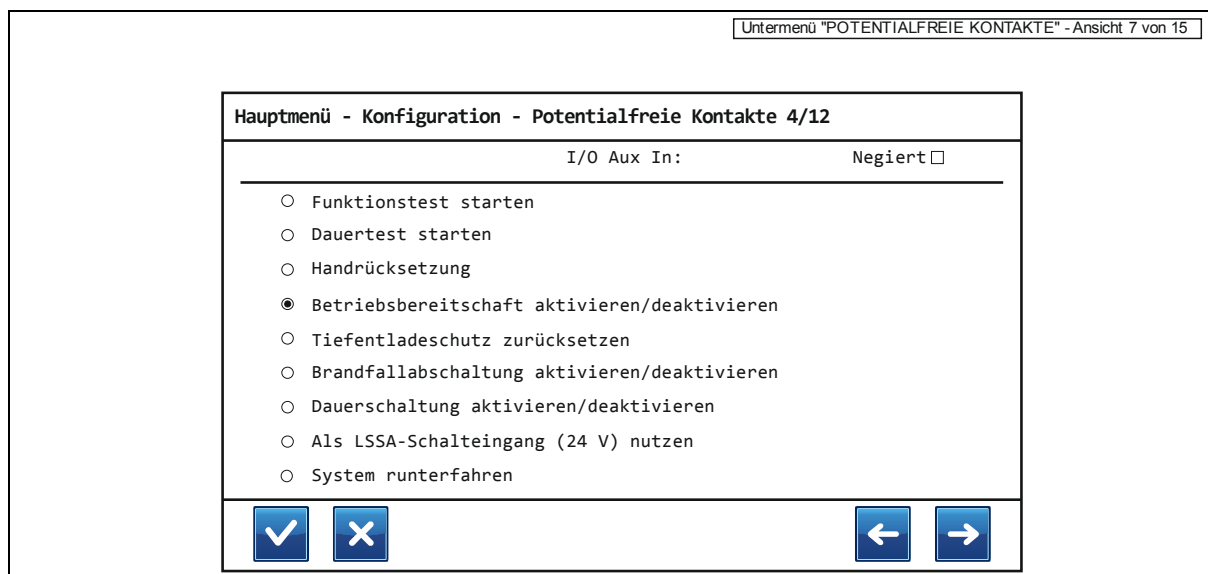 Untermenü "POTENTIALFREIE KONTAKTE" - Ansicht 7 von 15
Hauptmenü - Konfiguration - Potentialfreie Kontakte 4/12
I/O Aux In: Negiert
Funktionstest starten
Dauertest starten
Handrücksetzung
Betriebsbereitschaft aktivieren/deaktivieren
Tiefentladeschutz zurücksetzen
Brandfallabschaltung aktivieren/deaktivieren
Dauerschaltung aktivieren/deaktivieren
Als LSSA-Schalteingang (24 V) nutzen
System runterfahren